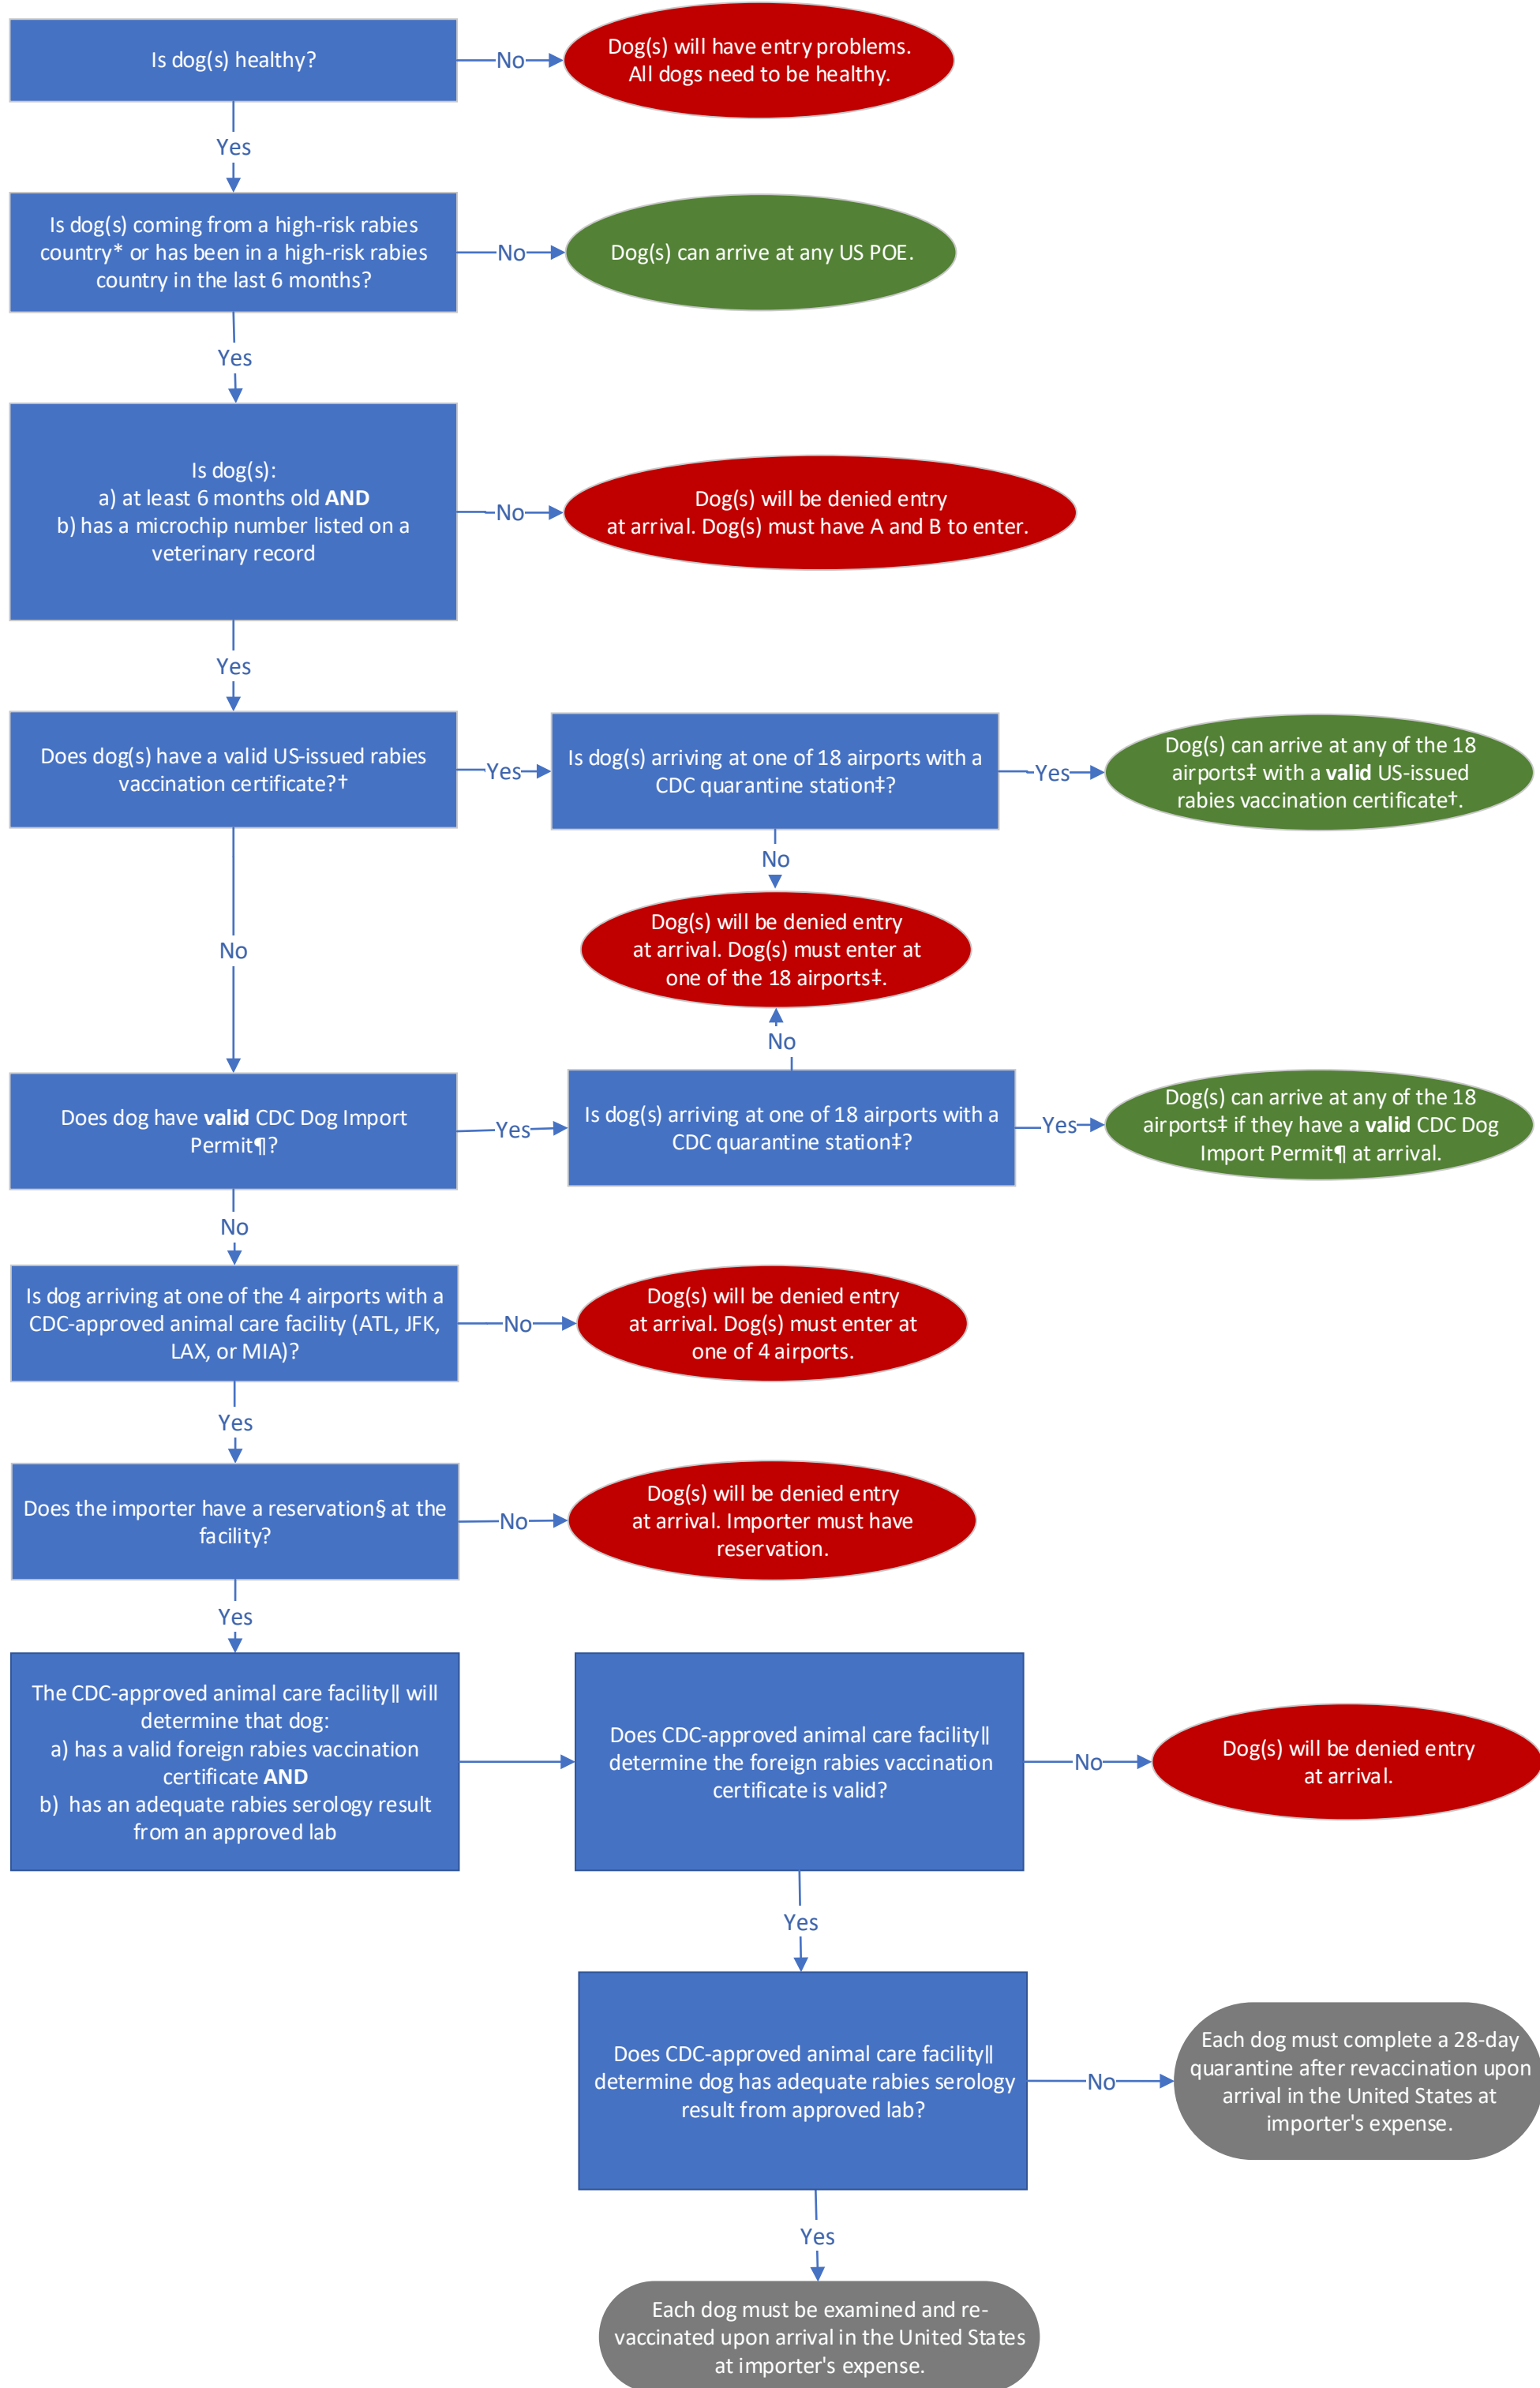 Is dog(s) healthy?
No
Dog(s) will have entry problems.
All dogs need to be healthy.
Yes
Is dog(s) coming from a high-risk rabies
country* or has been in a high-risk rabies
country in the last 6 months?
No
Dog(s) can arrive at any US POE.
Yes
Is dog(s):
a) at least 6 months old AND
b) has a microchip number listed on a
veterinary record
No
Dog(s) will be denied entry
at arrival. Dog(s) must have A and B to enter.
Yes
Does dog(s) have a valid US-issued rabies
vaccination certificate?†
Yes
Is dog(s) arriving at one of 18 airports with a
CDC quarantine station‡?
Yes
Dog(s) can arrive at any of the 18
airports‡ with a valid US-issued
rabies vaccination certificate†.
No
Dog(s) will be denied entry
at arrival. Dog(s) must enter at
one of the 18 airports‡.
No
No
Does dog have valid CDC Dog Import
Permit¶?
Yes
Is dog(s) arriving at one of 18 airports with a
CDC quarantine station‡?
Yes
Dog(s) can arrive at any of the 18
airports‡ if they have a valid CDC Dog
Import Permit¶ at arrival.
No
Is dog arriving at one of the 4 airports with a
CDC-approved animal care facility (ATL, JFK,
LAX, or MIA)?
No
Dog(s) will be denied entry
at arrival. Dog(s) must enter at
one of 4 airports.
Yes
Does the importer have a reservation§ at the
facility?
No
Dog(s) will be denied entry
at arrival. Importer must have
reservation.
Yes
The CDC-approved animal care facility‖ will
determine that dog:
a) has a valid foreign rabies vaccination
certificate AND
b) has an adequate rabies serology result
from an approved lab
Does CDC-approved animal care facility‖
determine the foreign rabies vaccination
certificate is valid?
No
Dog(s) will be denied entry
at arrival.
Yes
Does CDC-approved animal care facility‖
determine dog has adequate rabies serology
result from approved lab?
No
Each dog must complete a 28-day
quarantine after revaccination upon
arrival in the United States at
importer's expense.
Yes
Each dog must be examined and re-
vaccinated upon arrival in the United States
at importer's expense.